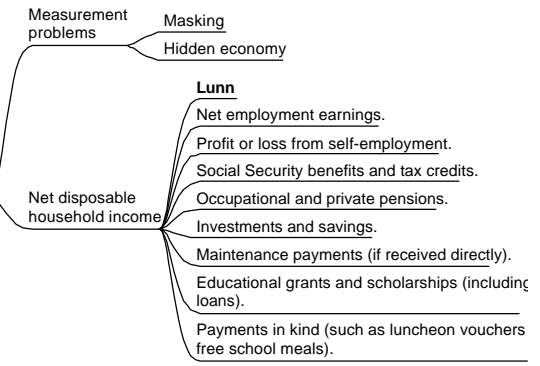 Measurement
problems
Masking
Hidden economy
Net disposable
household income
Lunn
Net employment earnings.
Profit or loss from self-employment.
Social Security benefits and tax credits.
Occupational and private pensions.
Investments and savings.
Maintenance payments (if received directly).
Educational grants and scholarships (including
loans).
Payments in kind (such as luncheon vouchers
free school meals).